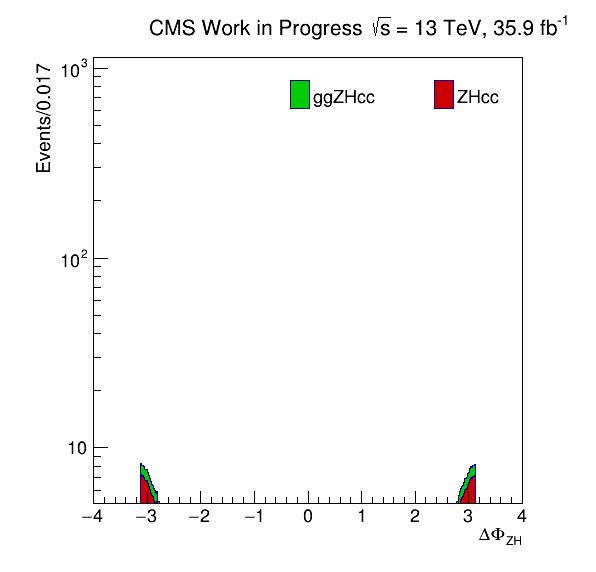 CMS Work in Progress √s = 13 TeV, 35.9 fb⁻¹
Events/0.017
10³
10²
10
ggZHcc
ZHcc
−4 −3 −2 −1 0 1 2 3 4
ΔΦ_ZH